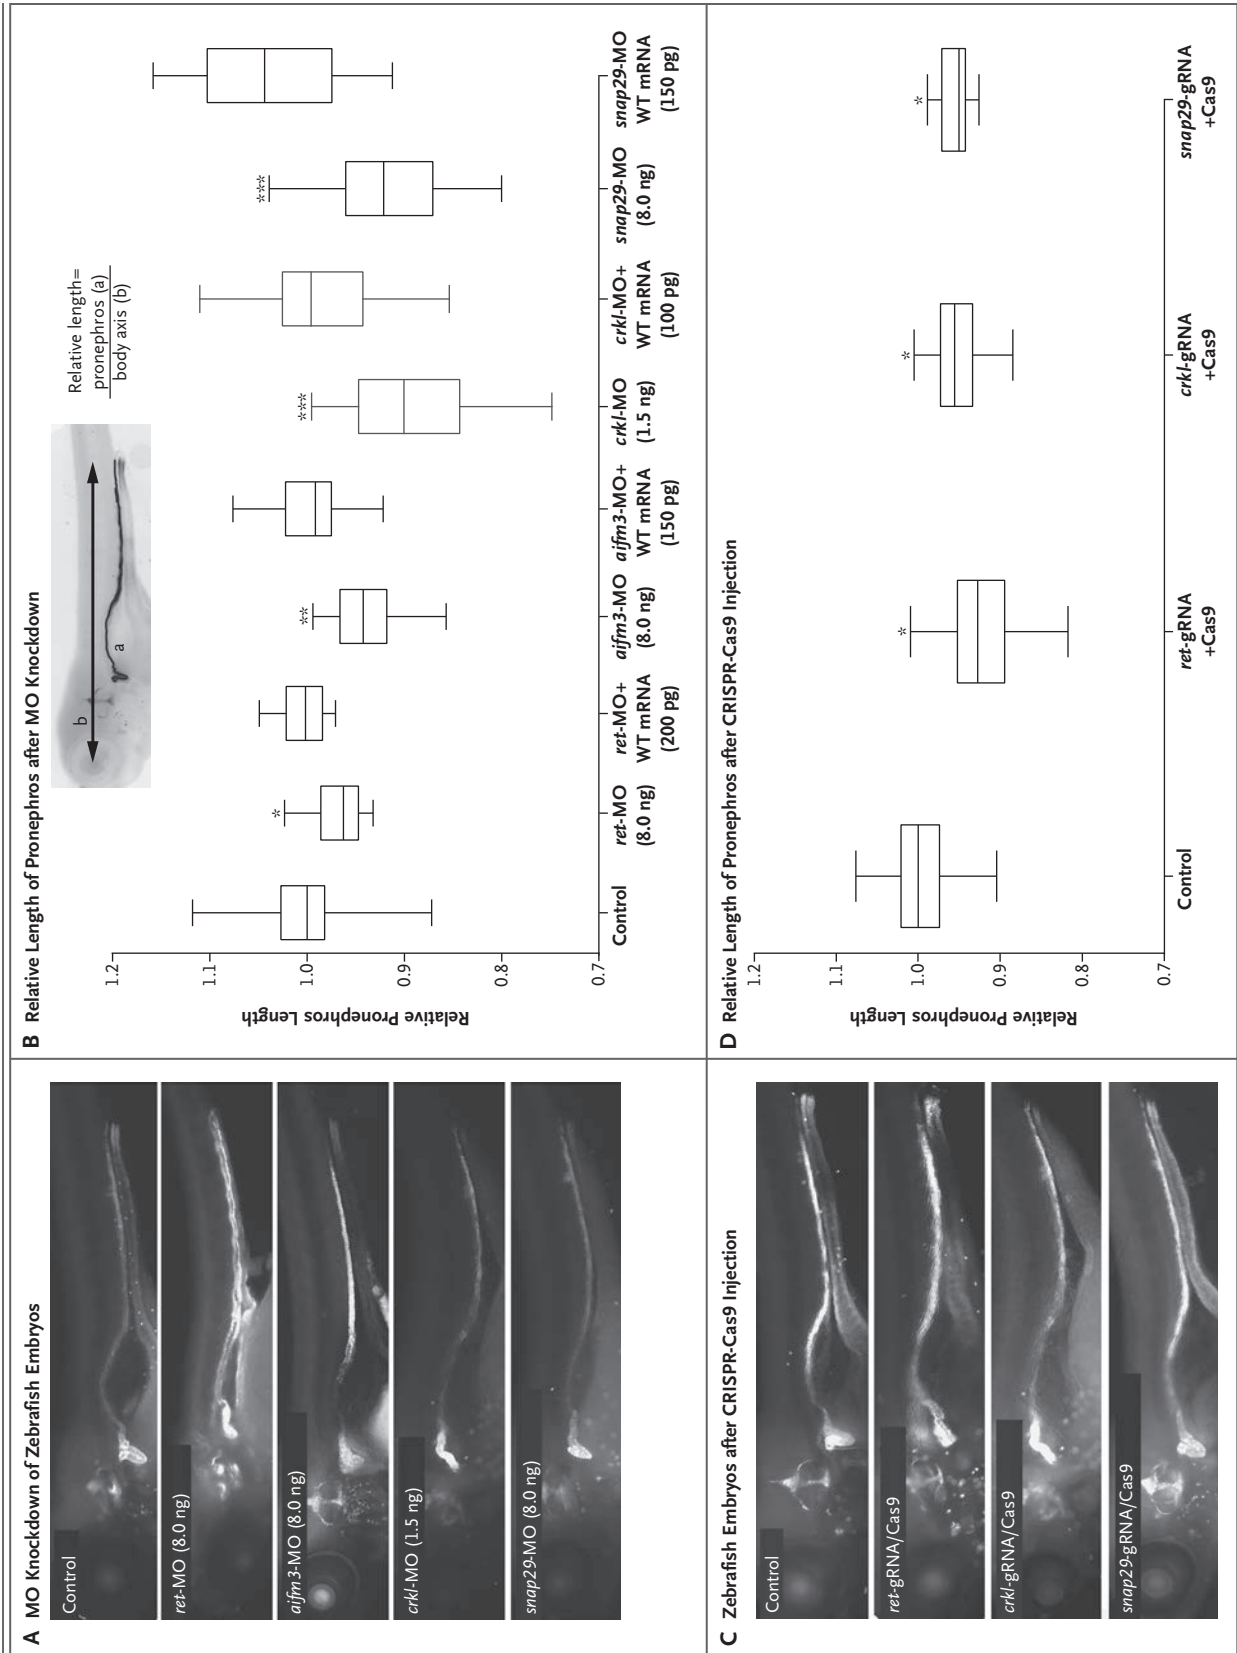 A MO Knockdown of Zebrafish Embryos
Control
ret-MO (8.0 ng)
aifm3-MO (8.0 ng)
crkl-MO (1.5 ng)
snap29-MO (8.0 ng)
B Relative Length of Pronephros after MO Knockdown
b
a
Relative length=
pronephros (a)
body axis (b)
Relative Pronephros Length
1.2
1.1
1.0
0.9
0.8
0.7
*
**
***
***
Control
ret-MO
(8.0 ng)
ret-MO+
WT mRNA
(200 pg)
aifm3-MO
(8.0 ng)
aifm3-MO+
WT mRNA
(150 pg)
crkl-MO
(1.5 ng)
crkl-MO+
WT mRNA
(100 pg)
snap29-MO
(8.0 ng)
snap29-MO
WT mRNA
(150 pg)
C Zebrafish Embryos after CRISPR-Cas9 Injection
Control
ret-gRNA/Cas9
crkl-gRNA/Cas9
snap29-gRNA/Cas9
D Relative Length of Pronephros after CRISPR-Cas9 Injection
Relative Pronephros Length
1.2
1.1
1.0
0.9
0.8
0.7
*
*
*
Control
ret-gRNA
+Cas9
crkl-gRNA
+Cas9
snap29-gRNA
+Cas9